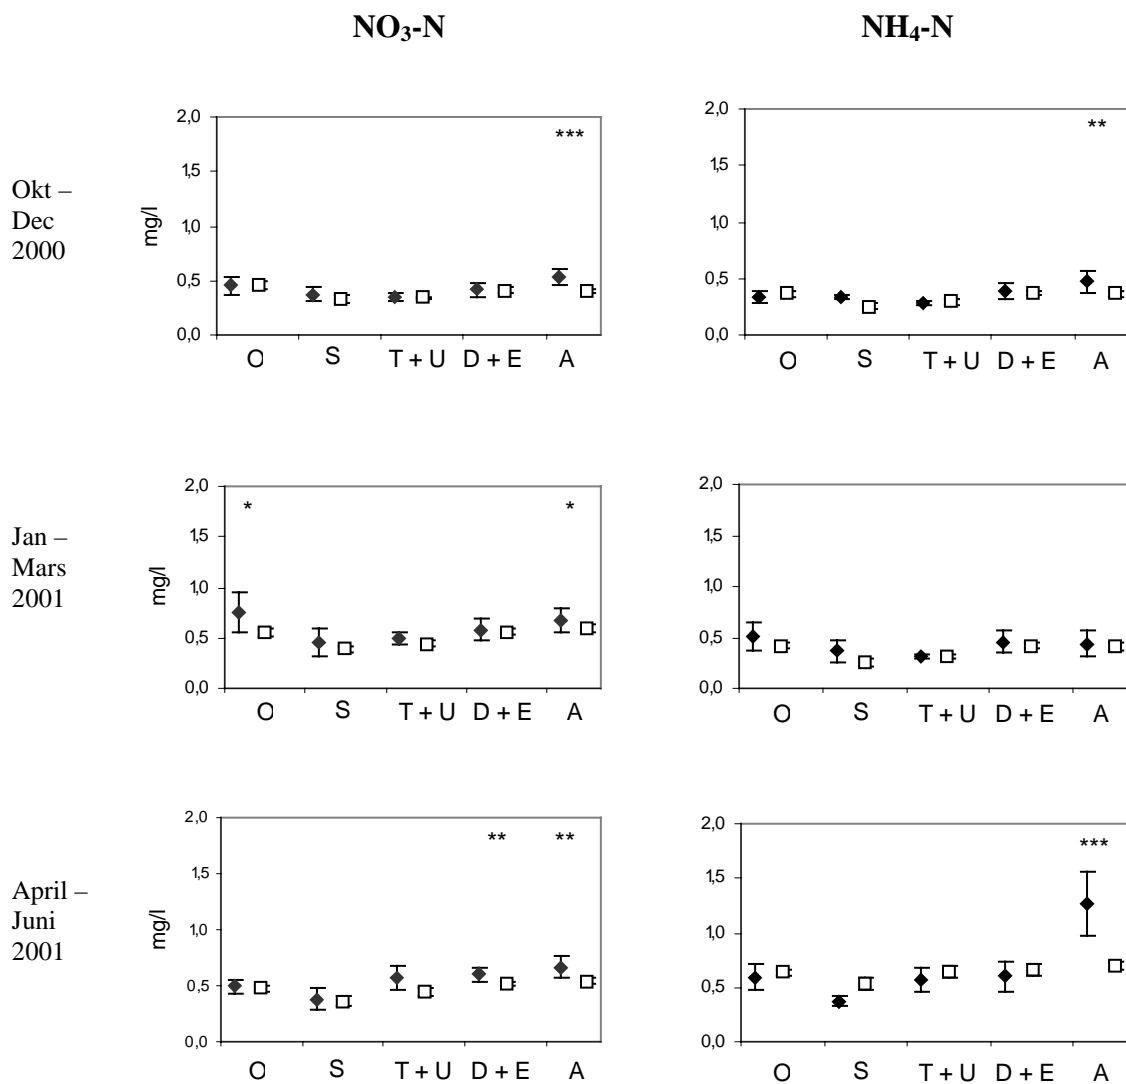 NO3-N
NH4-N
Okt –
Dec
2000
mg/l
2,0
1,5
1,0
0,5
0,0
***
O
S
T + U
D + E
A
2,0
1,5
1,0
0,5
0,0
**
O
S
T + U
D + E
A
Jan –
Mars
2001
mg/l
2,0
1,5
1,0
0,5
0,0
*
*
O
S
T + U
D + E
A
2,0
1,5
1,0
0,5
0,0
O
S
T + U
D + E
A
April –
Juni
2001
mg/l
2,0
1,5
1,0
0,5
0,0
**
**
O
S
T + U
D + E
A
2,0
1,5
1,0
0,5
0,0
***
O
S
T + U
D + E
A